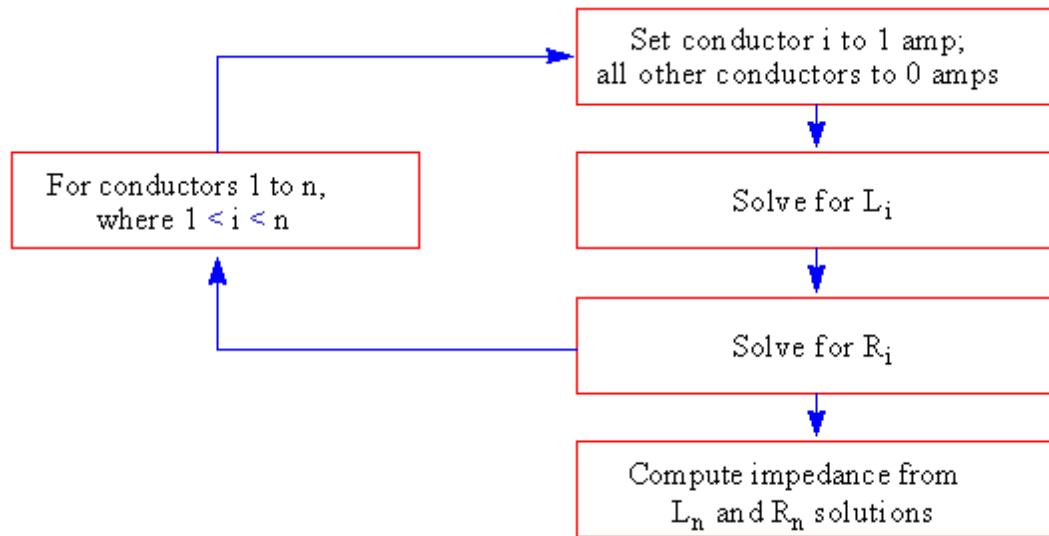 Set conductor i to 1 amp;
all other conductors to 0 amps
For conductors 1 to n,
where 1 < i < n
Solve for Lᵢ
Solve for Rᵢ
Compute impedance from
Lₙ and Rₙ solutions